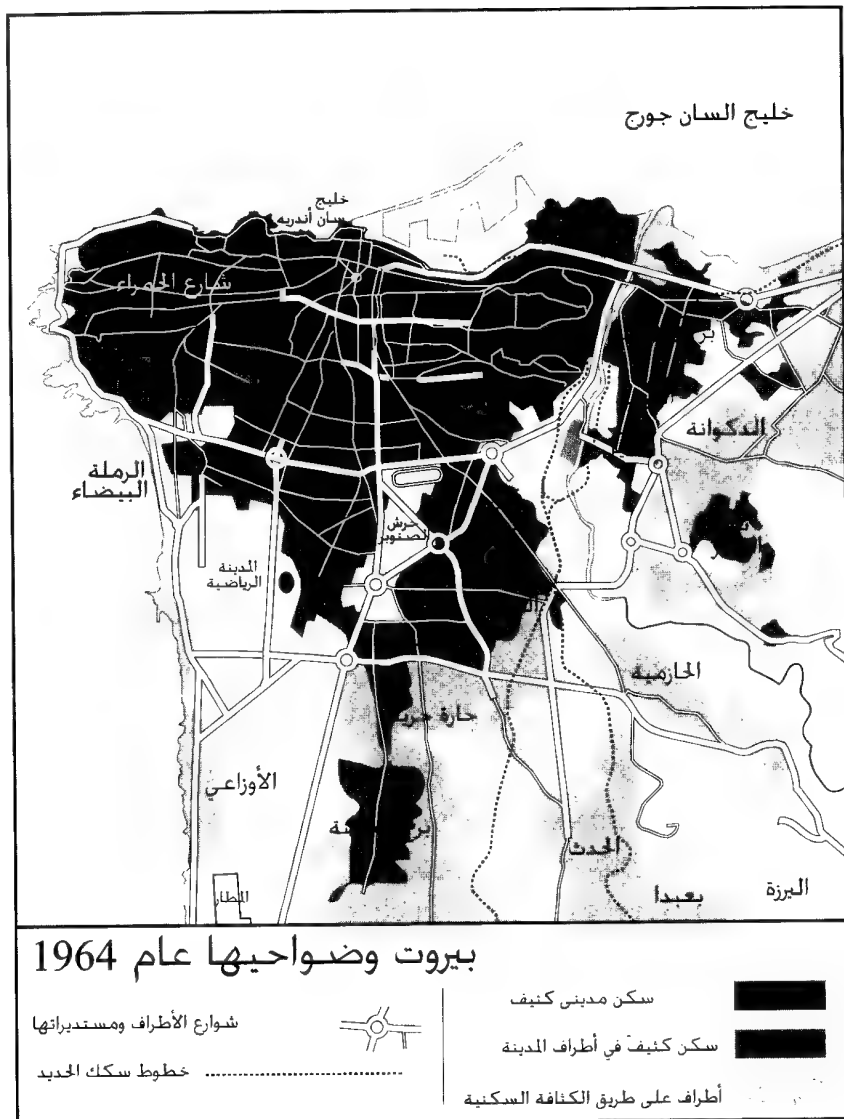 خليج السان جورج
خليج
سان أندريه
شارع الحمراء
الدكوانة
الرملة
البيضاء
حرش
الصنوبر
المدينة
الرياضية
الحازمية
حارة حريك
الأوزاعي
الحدث
المطار
بعبدا
اليرزة
بيروت وضواحيها عام 1964
سكن مديني كثيف
شوارع الأطراف ومستديراتها
سكن كثيف في أطراف المدينة
خطوط سكك الحديد
أطراف على طريق الكثافة السكنية